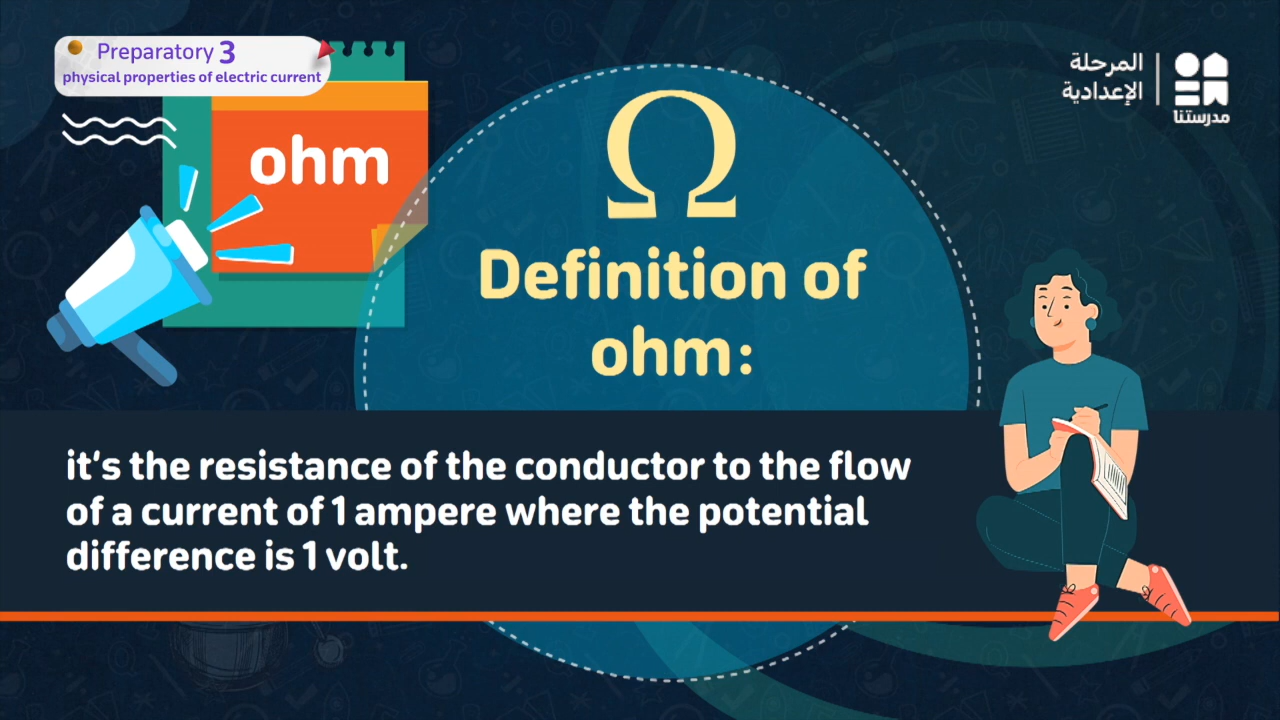 Preparatory 3
physical properties of electric current
ohm
المرحلة
الإعدادية
مدرستنا
Ω
Definition of
ohm:
it's the resistance of the conductor to the flow
of a current of 1 ampere where the potential
difference is 1 volt.